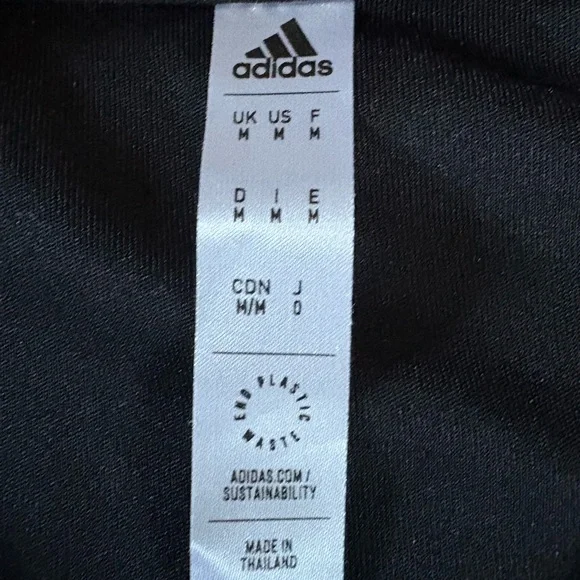 adidas
UK US F
M M M
D I E
M M M
CDN J
M/M O
END PLASTIC WASTE
ADIDAS.COM/
SUSTAINABILITY
MADE IN
THAILAND